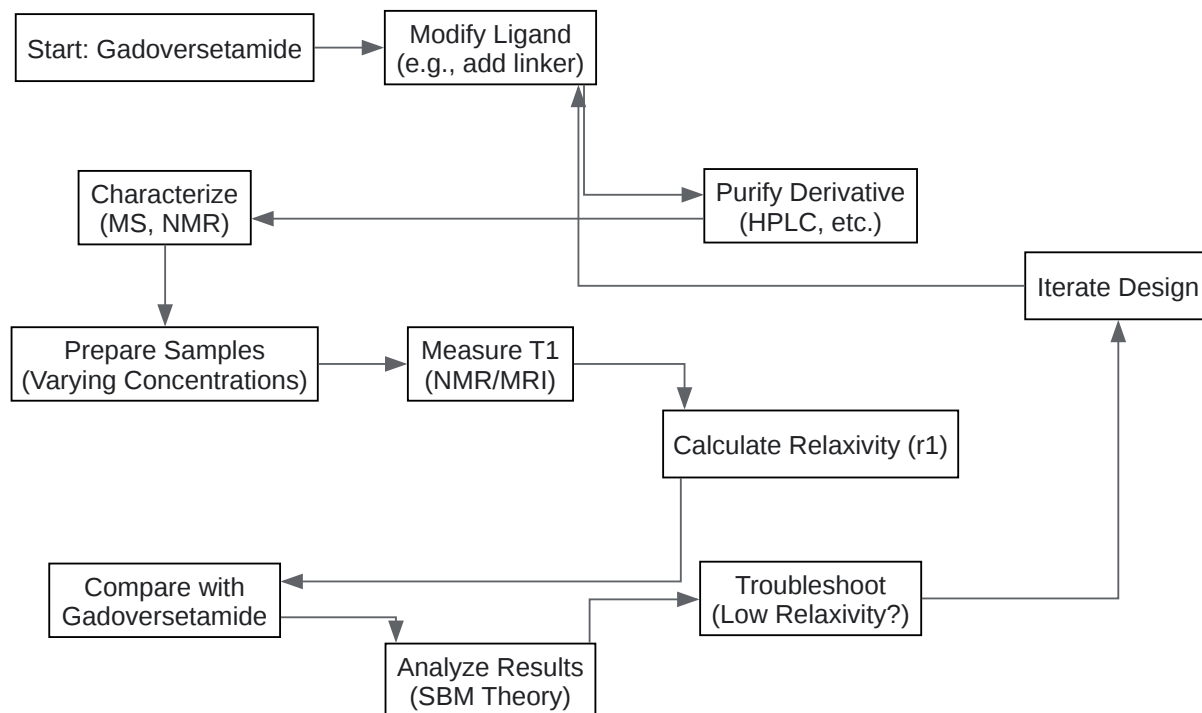 Start: Gadoversetamide
Modify Ligand
(e.g., add linker)
Purify Derivative
(HPLC, etc.)
Characterize
(MS, NMR)
Prepare Samples
(Varying Concentrations)
Measure T1
(NMR/MRI)
Calculate Relaxivity (r1)
Compare with
Gadoversetamide
Analyze Results
(SBM Theory)
Troubleshoot
(Low Relaxivity?)
Iterate Design